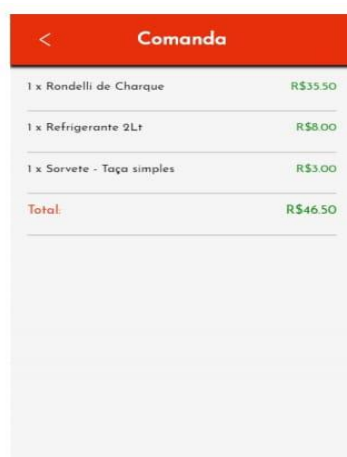 < Comanda
1 x Rondelli de Charque R$35.50
1 x Refrigerante 2Lt R$8.00
1 x Sorvete - Taça simples R$3.00
Total: R$46.50